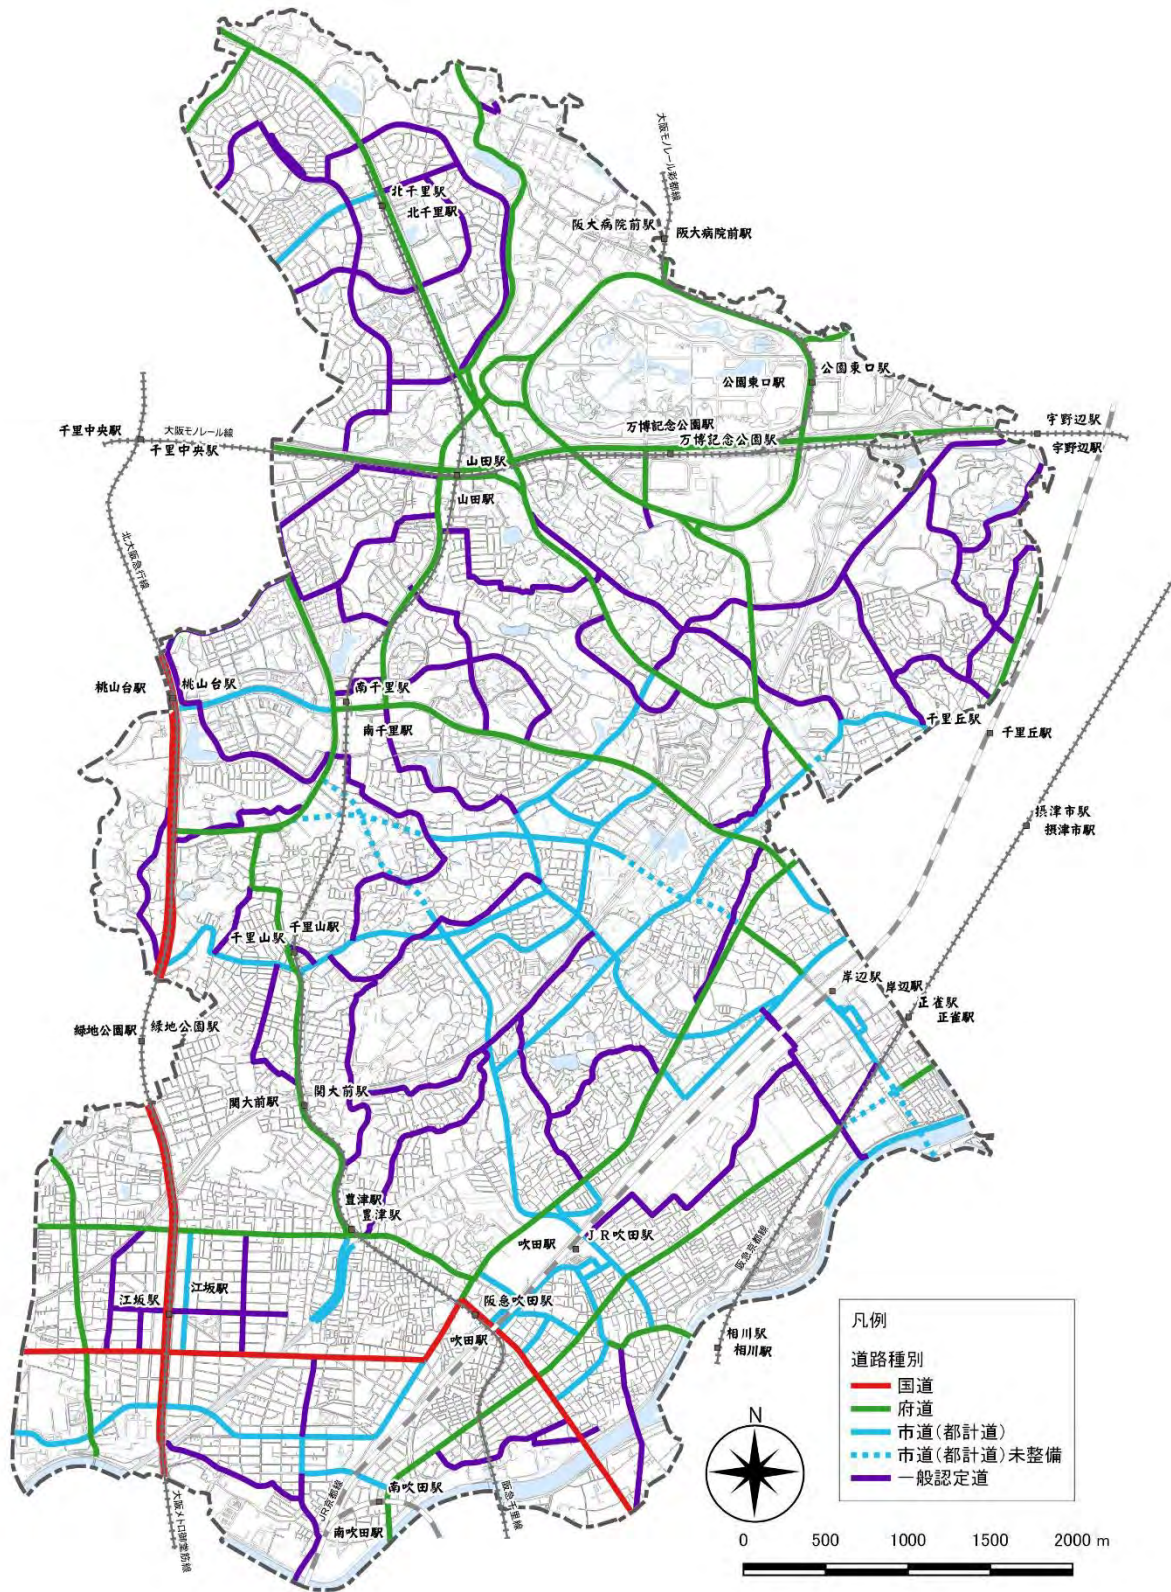 大阪モノレール彩都線
北千里駅
北千里駅
阪大病院前駅
阪大病院前駅
公園東口駅
公園東口駅
万博記念公園駅
万博記念公園駅
宇野辺駅
宇野辺駅
千里中央駅
大阪モノレール線
千里中央駅
山田駅
山田駅
北大阪急行線
桃山台駅
桃山台駅
南千里駅
南千里駅
千里丘駅
千里丘駅
摂津市駅
摂津市駅
千里山駅
千里山駅
岸辺駅
岸辺駅
正雀駅
正雀駅
緑地公園駅
緑地公園駅
関大前駅
関大前駅
豊津駅
豊津駅
吹田駅
JR吹田駅
阪急京都線
江坂駅
江坂駅
阪急吹田駅
吹田駅
相川駅
相川駅
南吹田駅
南吹田駅
JR京都線
阪急千里線
大阪メトロ御堂筋線
凡例
道路種別
国道
府道
市道(都計道)
市道(都計道)未整備
一般認定道
N
0 500 1000 1500 2000 m